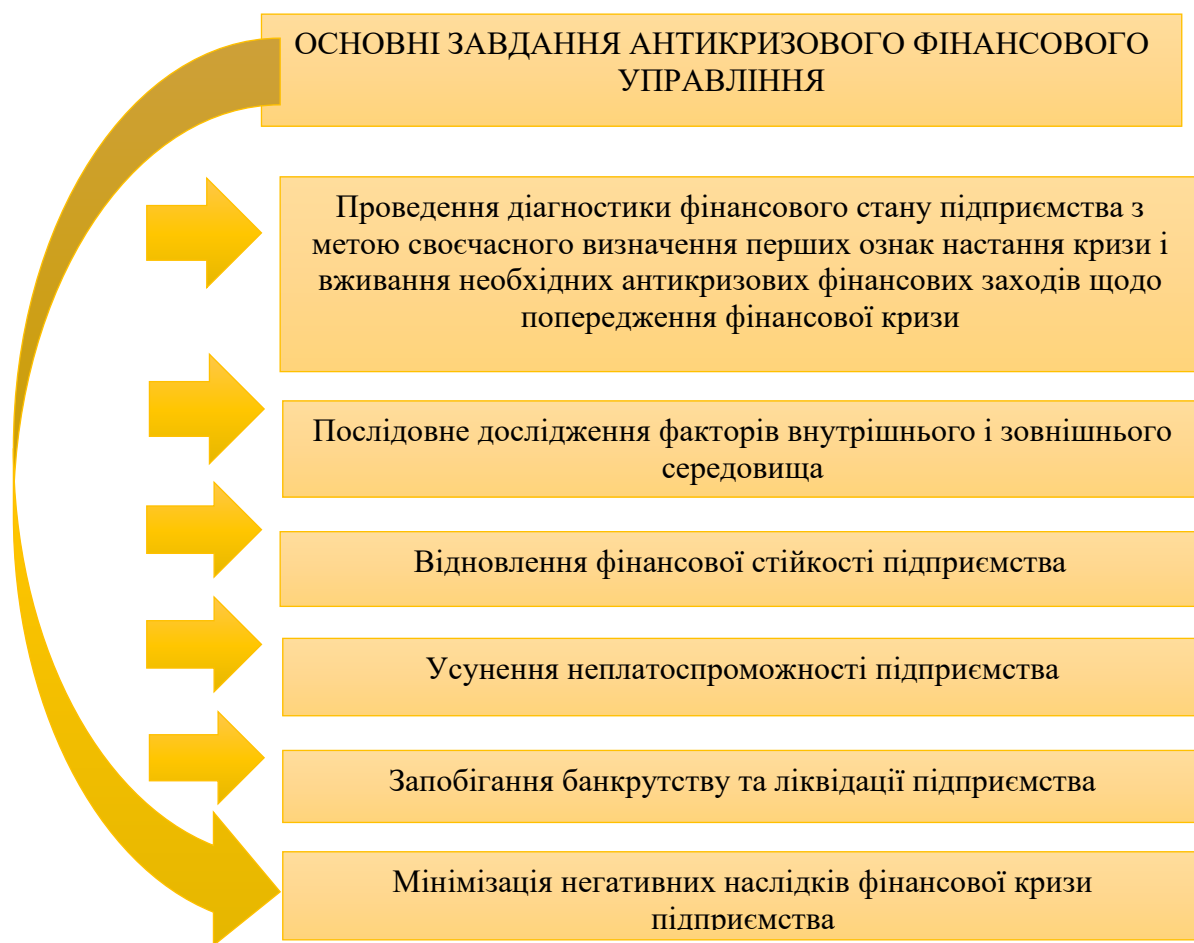 ОСНОВНІ ЗАВДАННЯ АНТИКРИЗОВОГО ФІНАНСОВОГО
УПРАВЛІННЯ
Проведення діагностики фінансового стану підприємства з
метою своєчасного визначення перших ознак настання кризи і
вживання необхідних антикризових фінансових заходів щодо
попередження фінансової кризи
Послідовне дослідження факторів внутрішнього і зовнішнього
середовища
Відновлення фінансової стійкості підприємства
Усунення неплатоспроможності підприємства
Запобігання банкрутству та ліквідації підприємства
Мінімізація негативних наслідків фінансової кризи
підприємства